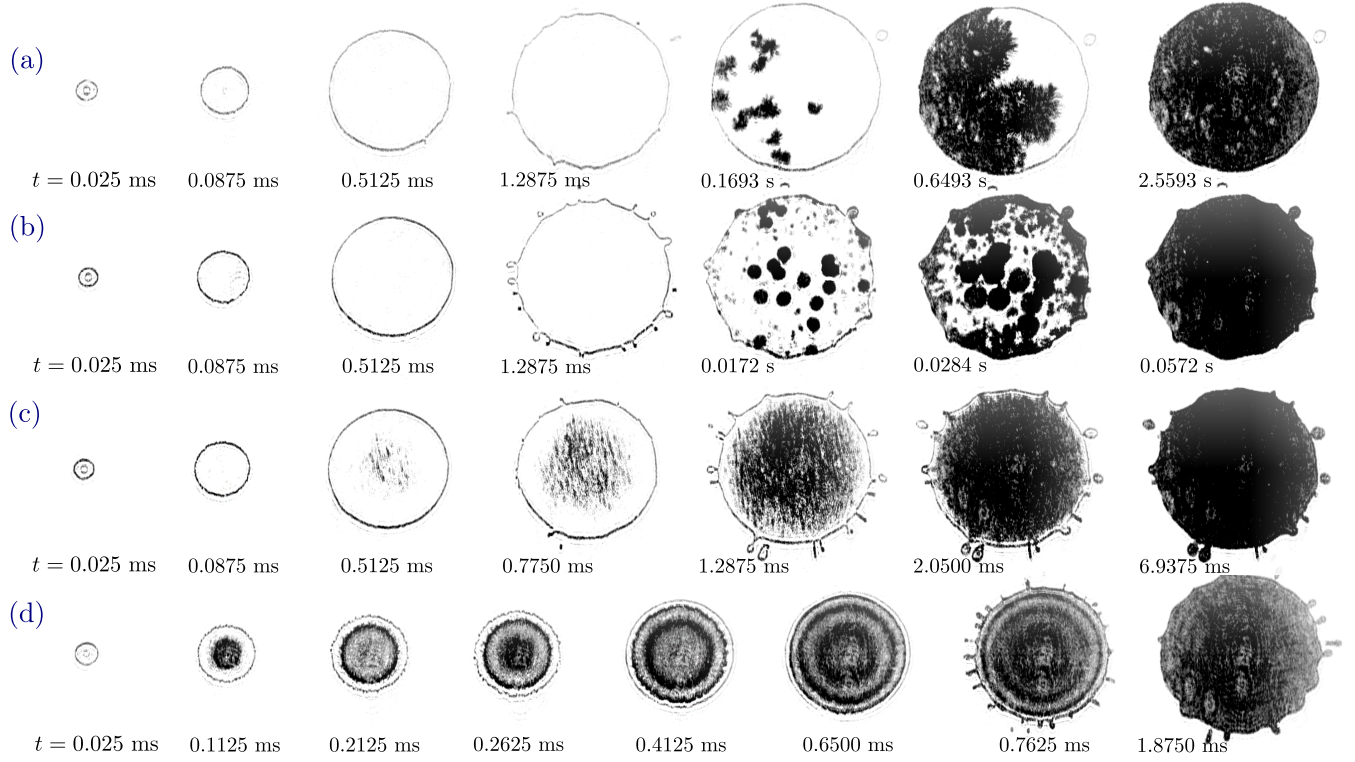 (a)
t = 0.025 ms 0.0875 ms 0.5125 ms 1.2875 ms 0.1693 s 0.6493 s 2.5593 s
(b)
t = 0.025 ms 0.0875 ms 0.5125 ms 1.2875 ms 0.0172 s 0.0284 s 0.0572 s
(c)
t = 0.025 ms 0.0875 ms 0.5125 ms 0.7750 ms 1.2875 ms 2.0500 ms 6.9375 ms
(d)
t = 0.025 ms 0.1125 ms 0.2125 ms 0.2625 ms 0.4125 ms 0.6500 ms 0.7625 ms 1.8750 ms